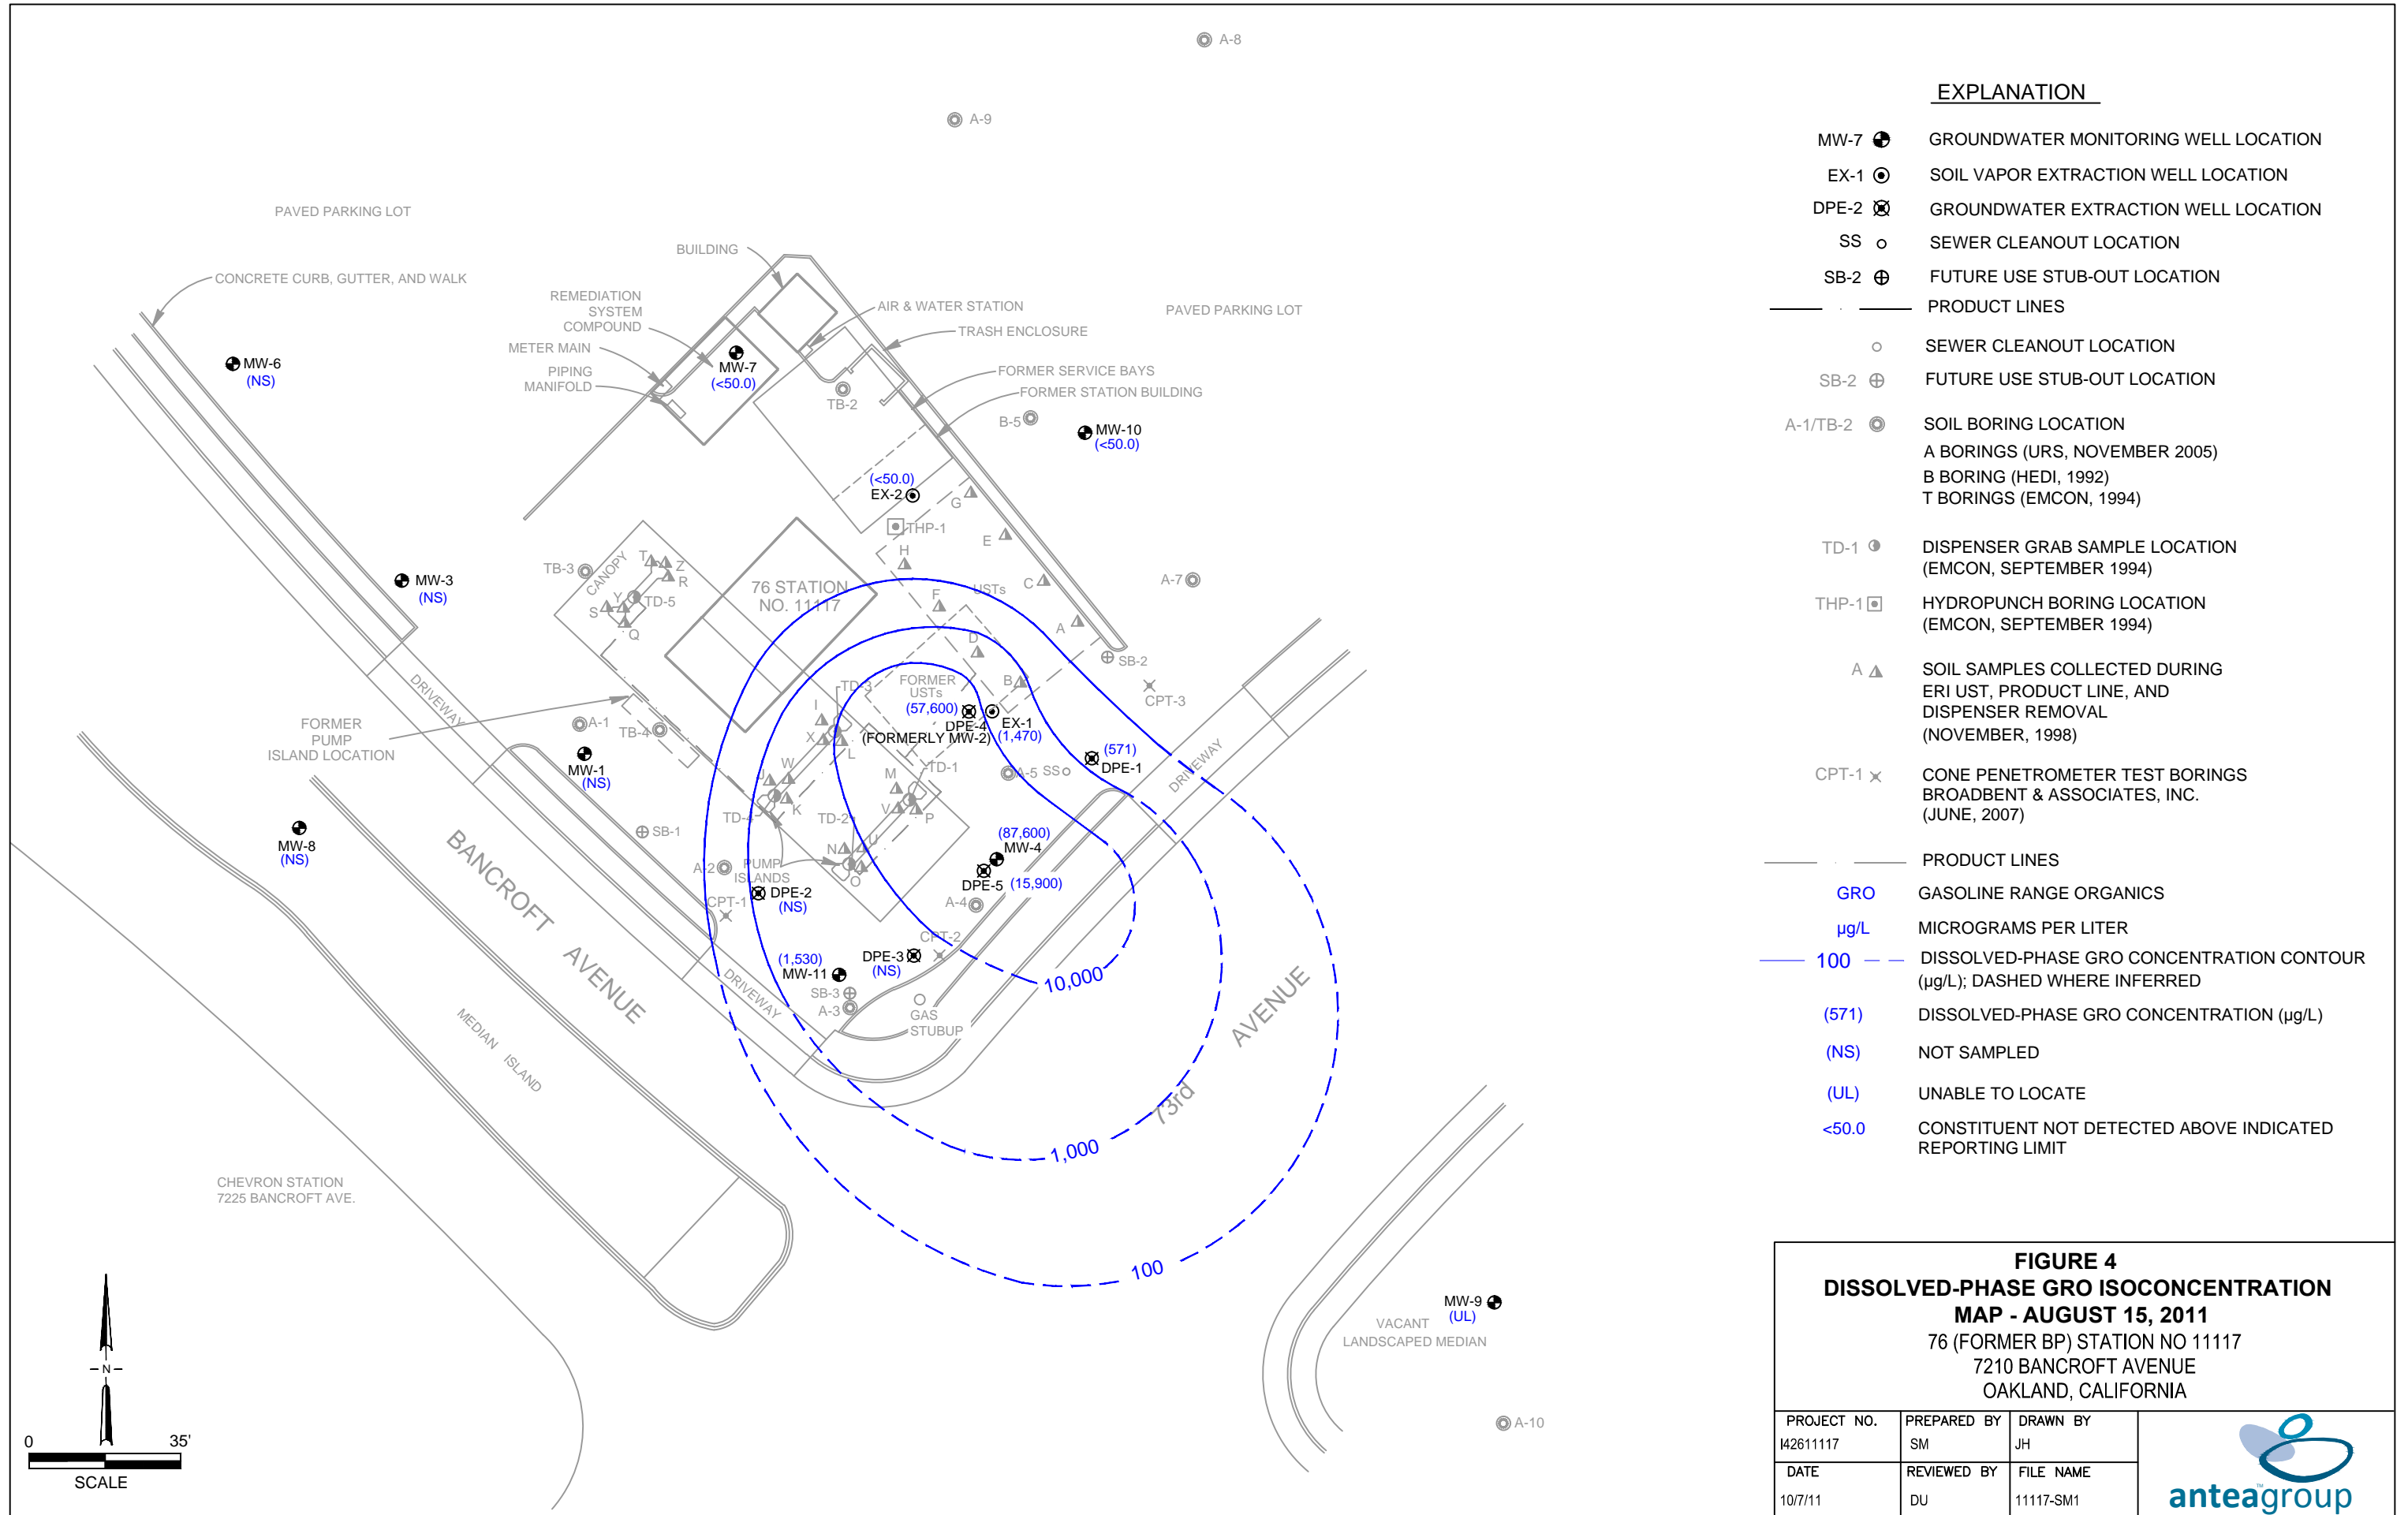 A-8
A-9
PAVED PARKING LOT
BUILDING
CONCRETE CURB, GUTTER, AND WALK
REMEDIATION
SYSTEM
COMPOUND
AIR & WATER STATION
PAVED PARKING LOT
TRASH ENCLOSURE
METER MAIN
MW-6
(NS)
MW-7
(<50.0)
PIPING
MANIFOLD
FORMER SERVICE BAYS
FORMER STATION BUILDING
TB-2
B-5
MW-10
(<50.0)
(<50.0)
EX-2
G
THP-1
E
H
TB-3
CANOPY
T
Z
R
MW-3
(NS)
76 STATION
NO. 11117
USTs
C
A-7
Y
TD-5
S
Q
F
A
D
SB-2
DRIVEWAY
TD-3
FORMER
USTs
B
CPT-3
(57,600)
DPE-4
(FORMERLY MW-2)
EX-1
(1,470)
I
X
L
FORMER
PUMP
ISLAND LOCATION
A-1
TB-4
(571)
DPE-1
DRIVEWAY
MW-1
(NS)
J
W
K
M
TD-1
A-5
SS
V
P
TD-4
TD-2
SB-1
MW-8
(NS)
(87,600)
MW-4
N
U
O
PUMP
ISLANDS
A-2
DPE-5
(15,900)
BANCROFT AVENUE
DPE-2
(NS)
CPT-1
A-4
CPT-2
DPE-3
(NS)
(1,530)
MW-11
DRIVEWAY
SB-3
A-3
GAS
STUBUP
10,000
73rd AVENUE
MEDIAN ISLAND
1,000
CHEVRON STATION
7225 BANCROFT AVE.
100
MW-9
(UL)
VACANT
LANDSCAPED MEDIAN
A-10
N
0 35'
SCALE
EXPLANATION
MW-7 GROUNDWATER MONITORING WELL LOCATION
EX-1 SOIL VAPOR EXTRACTION WELL LOCATION
DPE-2 GROUNDWATER EXTRACTION WELL LOCATION
SS SEWER CLEANOUT LOCATION
SB-2 FUTURE USE STUB-OUT LOCATION
PRODUCT LINES
SEWER CLEANOUT LOCATION
SB-2 FUTURE USE STUB-OUT LOCATION
A-1/TB-2 SOIL BORING LOCATION
A BORINGS (URS, NOVEMBER 2005)
B BORING (HEDI, 1992)
T BORINGS (EMCON, 1994)
TD-1 DISPENSER GRAB SAMPLE LOCATION
(EMCON, SEPTEMBER 1994)
THP-1 HYDROPUNCH BORING LOCATION
(EMCON, SEPTEMBER 1994)
A SOIL SAMPLES COLLECTED DURING
ERI UST, PRODUCT LINE, AND
DISPENSER REMOVAL
(NOVEMBER, 1998)
CPT-1 CONE PENETROMETER TEST BORINGS
BROADBENT & ASSOCIATES, INC.
(JUNE, 2007)
PRODUCT LINES
GRO GASOLINE RANGE ORGANICS
µg/L MICROGRAMS PER LITER
100 DISSOLVED-PHASE GRO CONCENTRATION CONTOUR
(µg/L); DASHED WHERE INFERRED
(571) DISSOLVED-PHASE GRO CONCENTRATION (µg/L)
(NS) NOT SAMPLED
(UL) UNABLE TO LOCATE
<50.0 CONSTITUENT NOT DETECTED ABOVE INDICATED
REPORTING LIMIT
FIGURE 4
DISSOLVED-PHASE GRO ISOCONCENTRATION
MAP - AUGUST 15, 2011
76 (FORMER BP) STATION NO 11117
7210 BANCROFT AVENUE
OAKLAND, CALIFORNIA
PROJECT NO. PREPARED BY DRAWN BY
I42611117 SM JH
DATE REVIEWED BY FILE NAME
10/7/11 DU 11117-SM1
anteagroup™